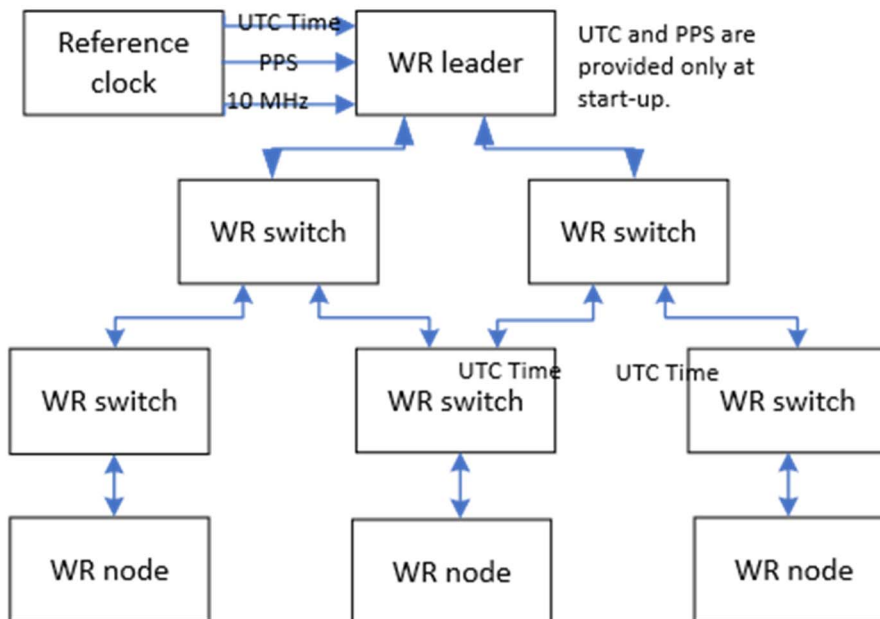 Reference
clock
UTC Time
PPS
10 MHz
WR leader
UTC and PPS are
provided only at
start-up.
WR switch
WR switch
WR switch
UTC Time
WR switch
UTC Time
WR switch
WR node
WR node
WR node